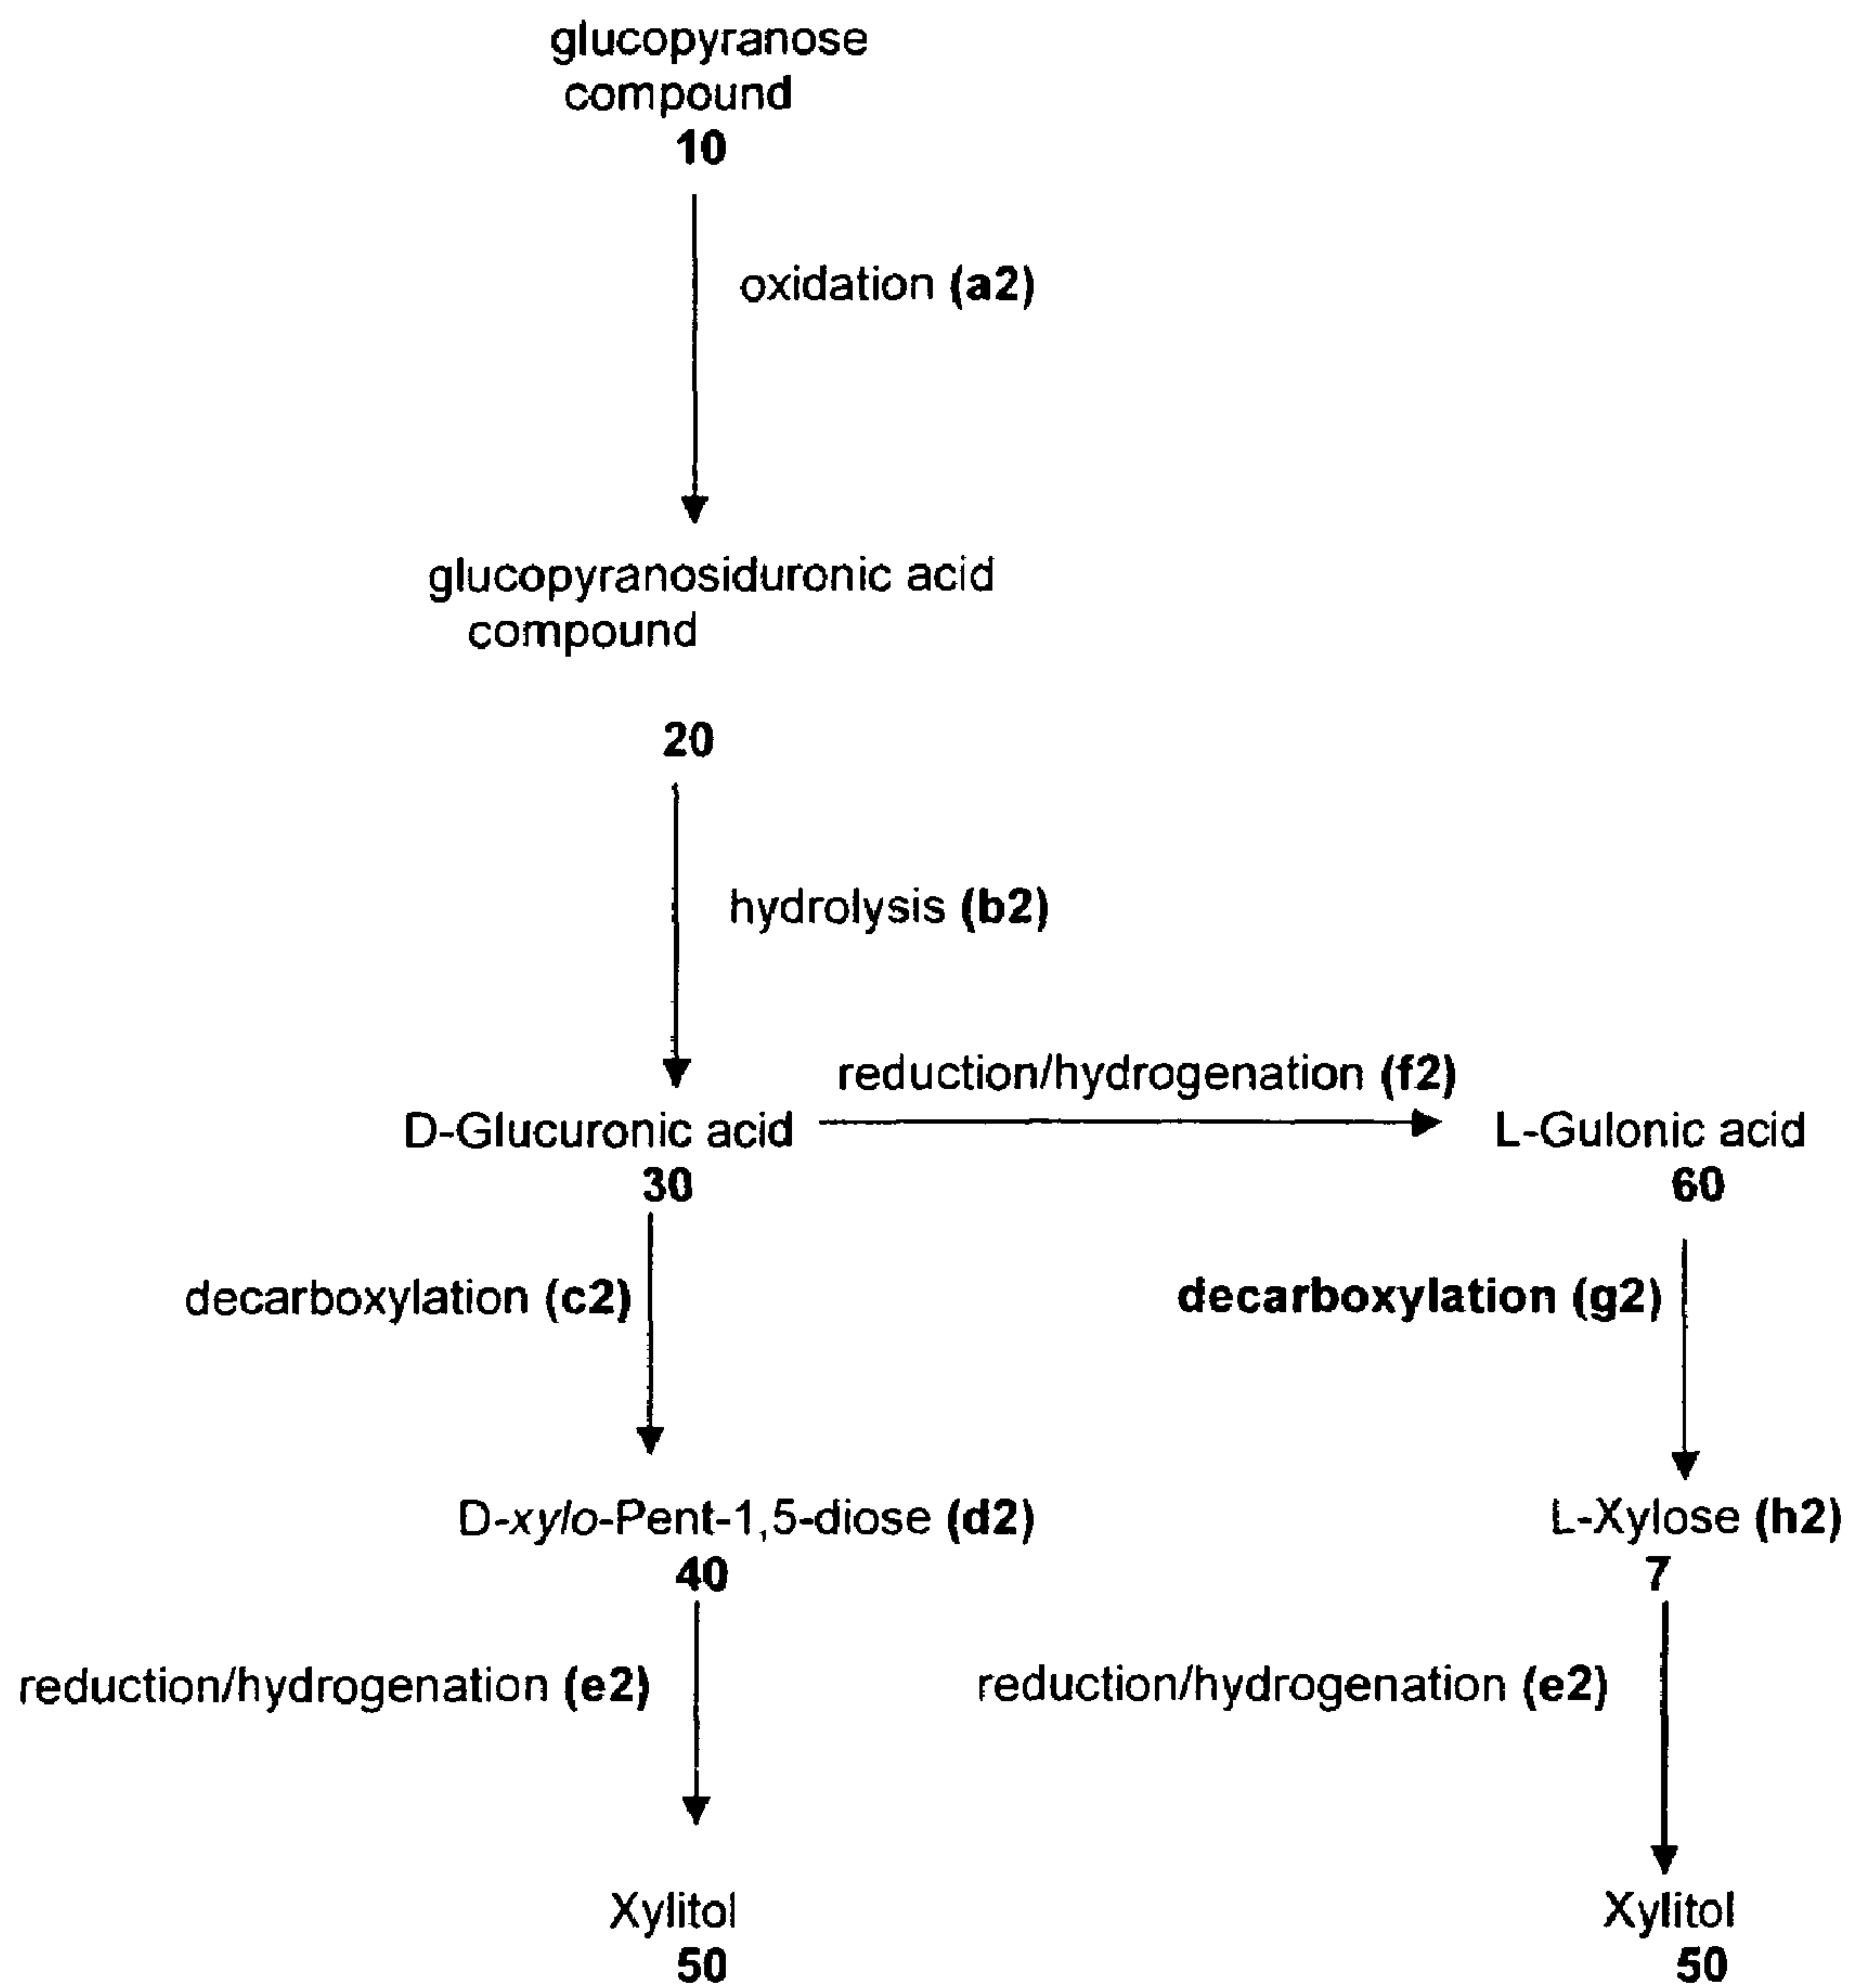 glucopyranose
compound
10
oxidation (a2)
glucopyranosiduronic acid
compound
20
hydrolysis (b2)
reduction/hydrogenation (f2)
D-Glucuronic acid
L-Gulonic acid
30
60
decarboxylation (c2)
decarboxylation (g2)
D-xylo-Pent-1,5-diose (d2)
L-Xylose (h2)
40
7
reduction/hydrogenation (e2)
reduction/hydrogenation (e2)
Xylitol
Xylitol
50
50